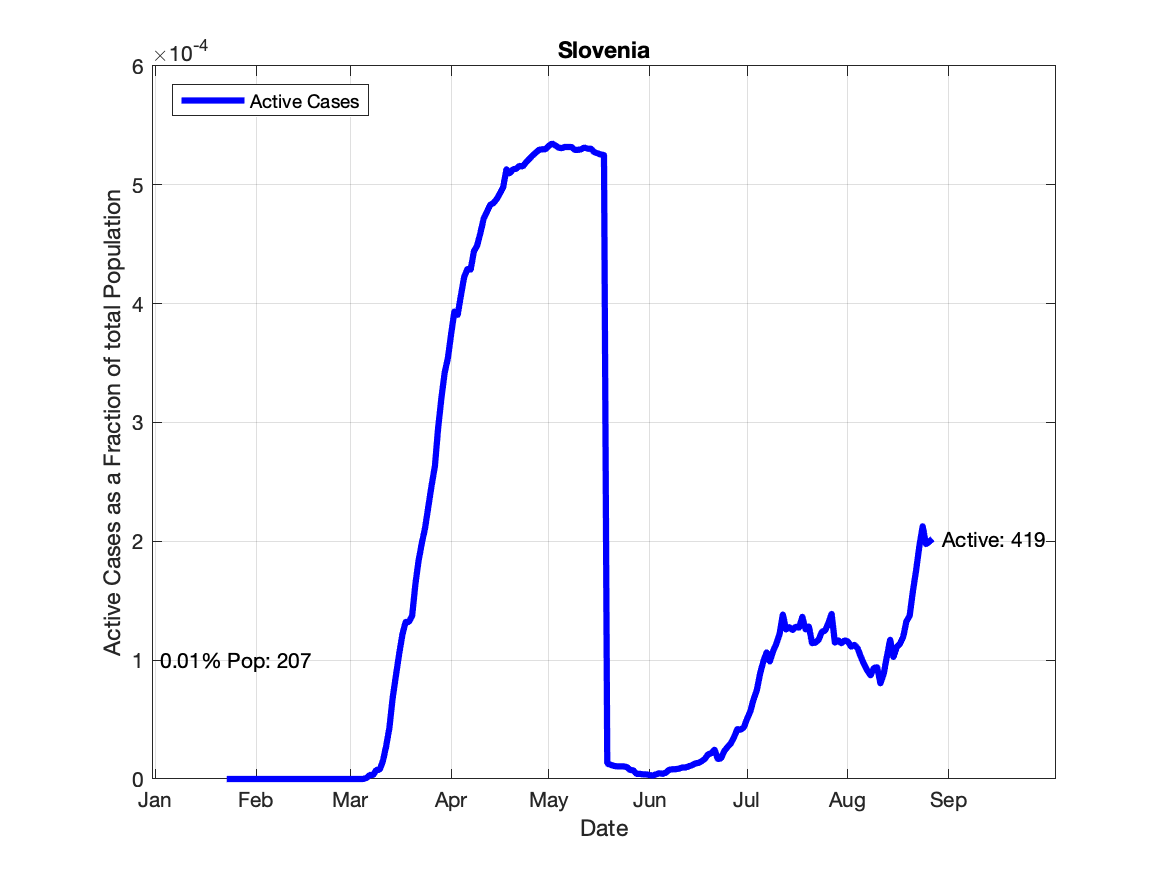 Slovenia
×10-4
6
5
4
3
2
1
0
Active Cases
Active Cases as a Fraction of total Population
0.01% Pop: 207
Active: 419
Jan Feb Mar Apr May Jun Jul Aug Sep
Date